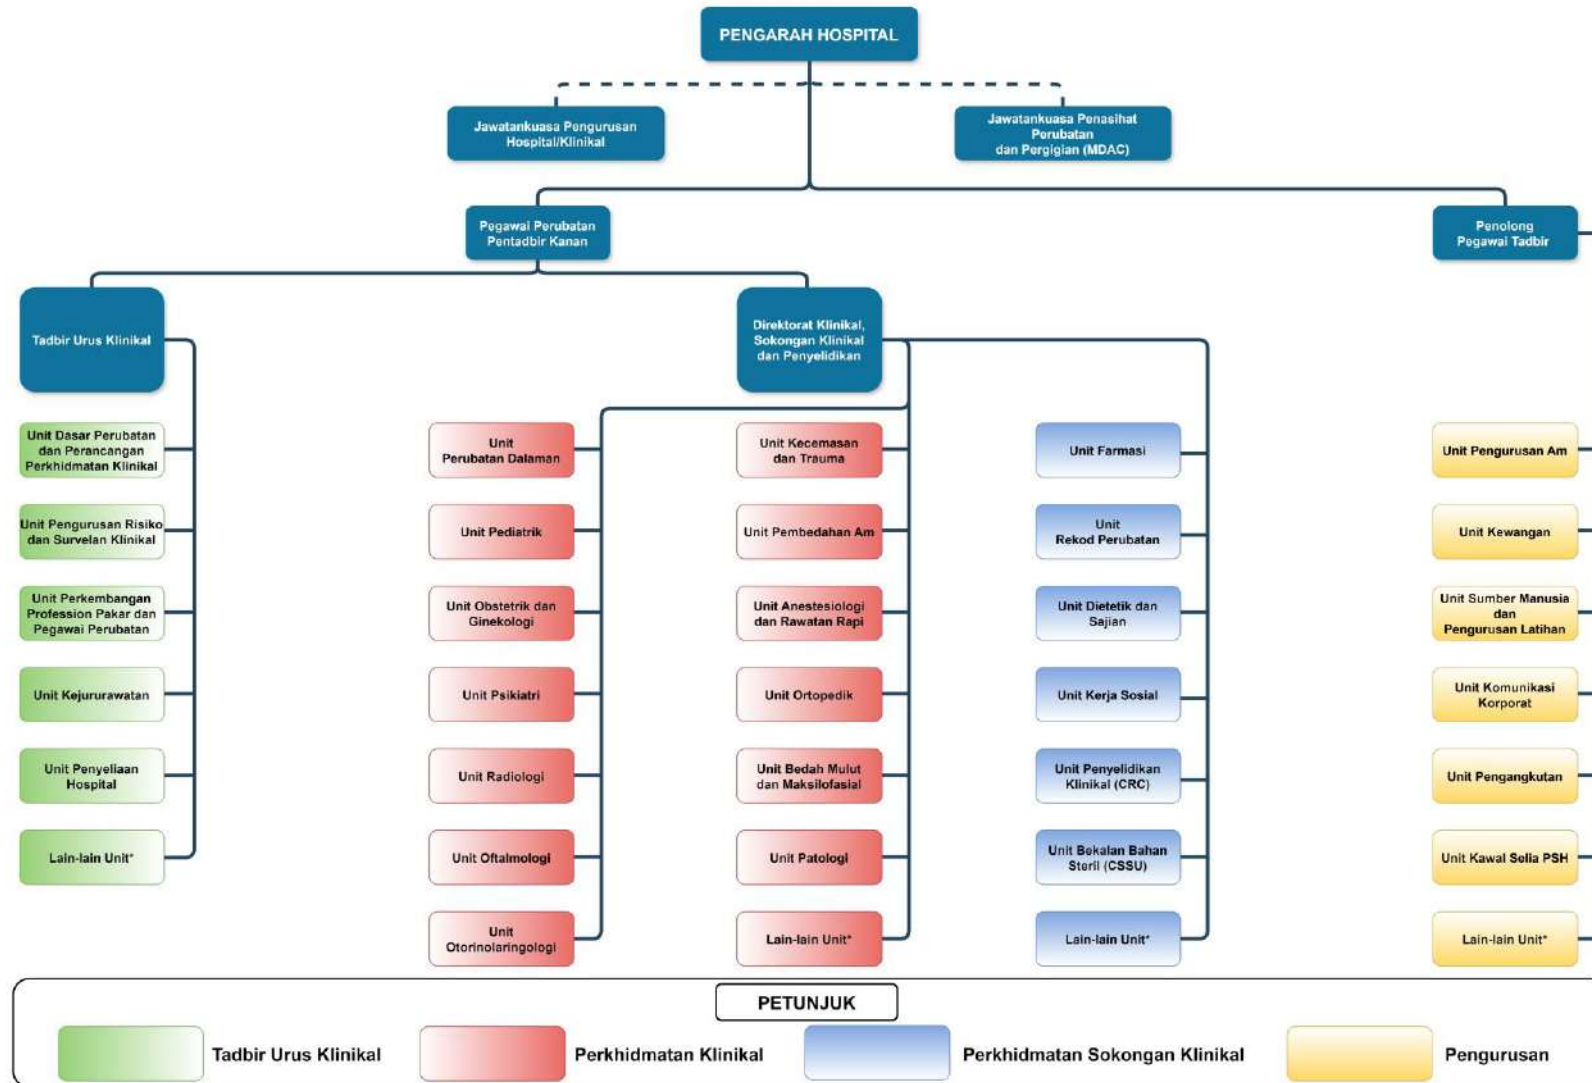 PENGARAH HOSPITAL
Jawatankuasa Pengurusan
Hospital/Klinikal
Jawatankuasa Penasihat
Perubatan
dan Pergigian (MDAC)
Pegawai Perubatan
Pentadbir Kanan
Penolong
Pegawai Tadbir
Tadbir Urus Klinikal
Direktorat Klinikal,
Sokongan Klinikal
dan Penyelidikan
Unit Dasar Perubatan
dan Perancangan
Perkhidmatan Klinikal
Unit Pengurusan Risiko
dan Survelan Klinikal
Unit Perkembangan
Profession Pakar dan
Pegawai Perubatan
Unit Kejururawatan
Unit Penyeliaan
Hospital
Lain-lain Unit*
Unit
Perubatan Dalaman
Unit Pediatrik
Unit Obstetrik dan
Ginekologi
Unit Psikiatri
Unit Radiologi
Unit Oftalmologi
Unit
Otorinolaringologi
Unit Kecemasan
dan Trauma
Unit Pembedahan Am
Unit Anestesiologi
dan Rawatan Rapi
Unit Ortopedik
Unit Bedah Mulut
dan Maksilofasial
Unit Patologi
Lain-lain Unit*
Unit Farmasi
Unit
Rekod Perubatan
Unit Dietetik dan
Sajian
Unit Kerja Sosial
Unit Penyelidikan
Klinikal (CRC)
Unit Bekalan Bahan
Steril (CSSU)
Lain-lain Unit*
Unit Pengurusan Am
Unit Kewangan
Unit Sumber Manusia
dan
Pengurusan Latihan
Unit Komunikasi
Korporat
Unit Pengangkutan
Unit Kawal Selia PSH
Lain-lain Unit*
PETUNJUK
Tadbir Urus Klinikal
Perkhidmatan Klinikal
Perkhidmatan Sokongan Klinikal
Pengurusan